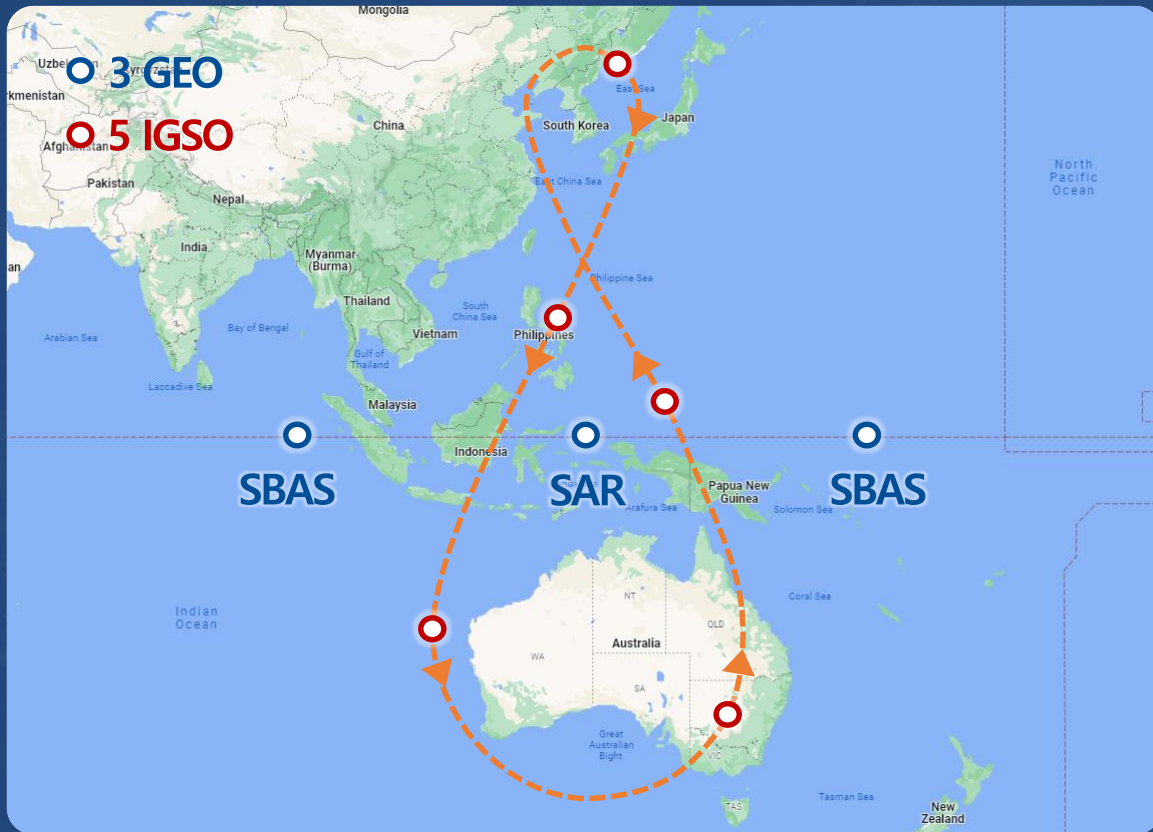 Mongolia
3 GEO
5 IGSO
Afghanistan
China
South Korea
East Sea
Japan
Pakistan
Nepal
East China Sea
North
Pacific
Ocean
India
Myanmar
(Burma)
Philippine Sea
Thailand
South
China Sea
Arabian Sea
Bay of Bengal
Vietnam
Philippines
Gulf of
Thailand
Laccadive Sea
Malaysia
Indonesia
SBAS
SAR
SBAS
Papua New
Guinea
Arafura Sea
Solomon Sea
Indian
Ocean
NT
Coral Sea
QLD
Australia
WA
SA
Great
Australian
Bight
VIC
TAS
Tasman Sea
New
Zealand